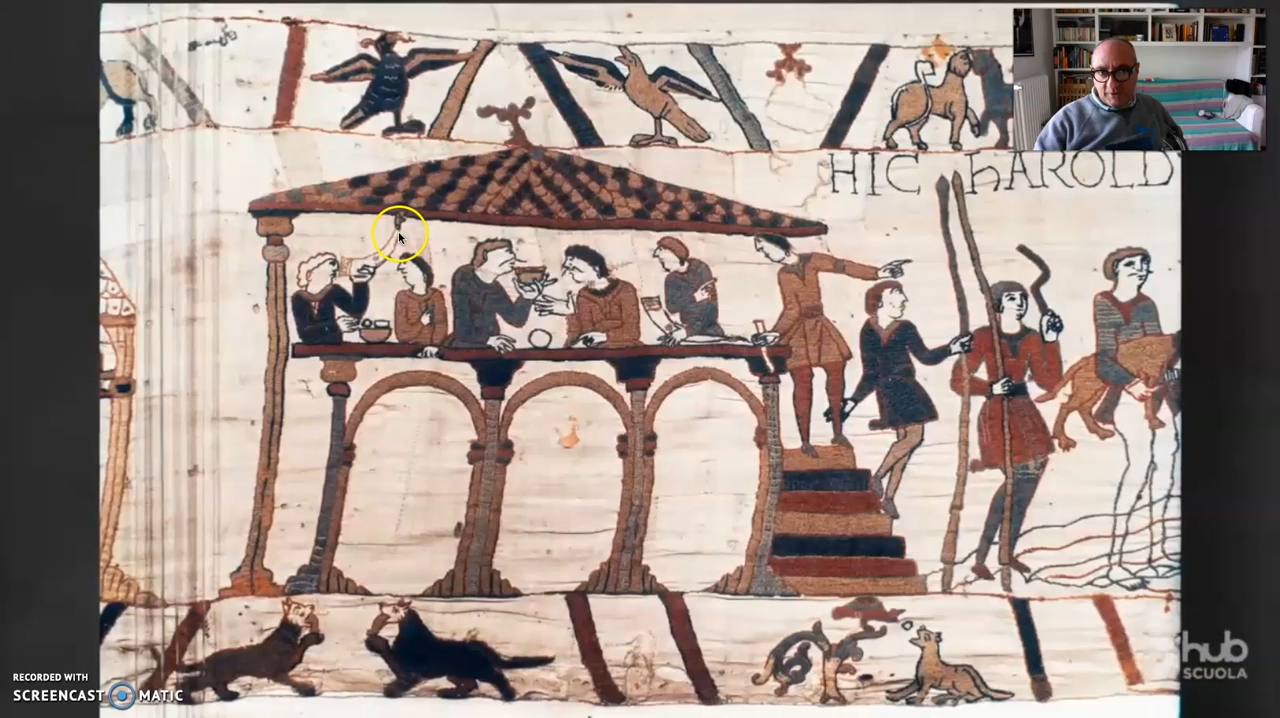 HIC hAROLD
hub
SCUOLA
RECORDED WITH
SCREENCAST MATIC